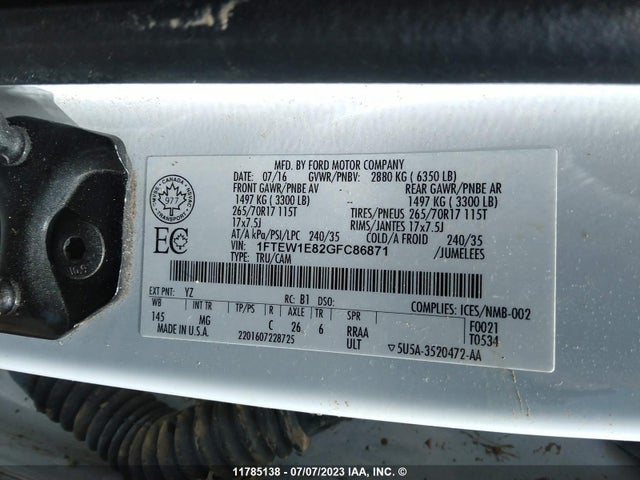 MFD. BY FORD MOTOR COMPANY
DATE: 07/16 GVWR/PNBV: 2880 KG ( 6350 LB)
FRONT GAWR/PNBE AV REAR GAWR/PNBE AR
1497 KG ( 3300 LB) 1497 KG ( 3300 LB)
265/70R17 115T TIRES/PNEUS 265/70R17 115T
17x7.5J RIMS/JANTES 17x7.5J
AT/A kPa/PSI/LPC 240/35 COLD/A FROID 240/35
VIN: 1FTEW1E82GFC86871 /JUMELEES
TYPE: TRU/CAM
CANADA
977
EC
EXT PNT: YZ RC: B1 DSO: COMPLIES: ICES/NMB-002
WB INT TR TP/PS R AXLE TR SPR F0021
145 MG C 26 6 RRAA T0534
MADE IN U.S.A. 2201607228725 ULT ▽5U5A-3520472-AA
11785138 - 07/07/2023 IAA, Inc. ©